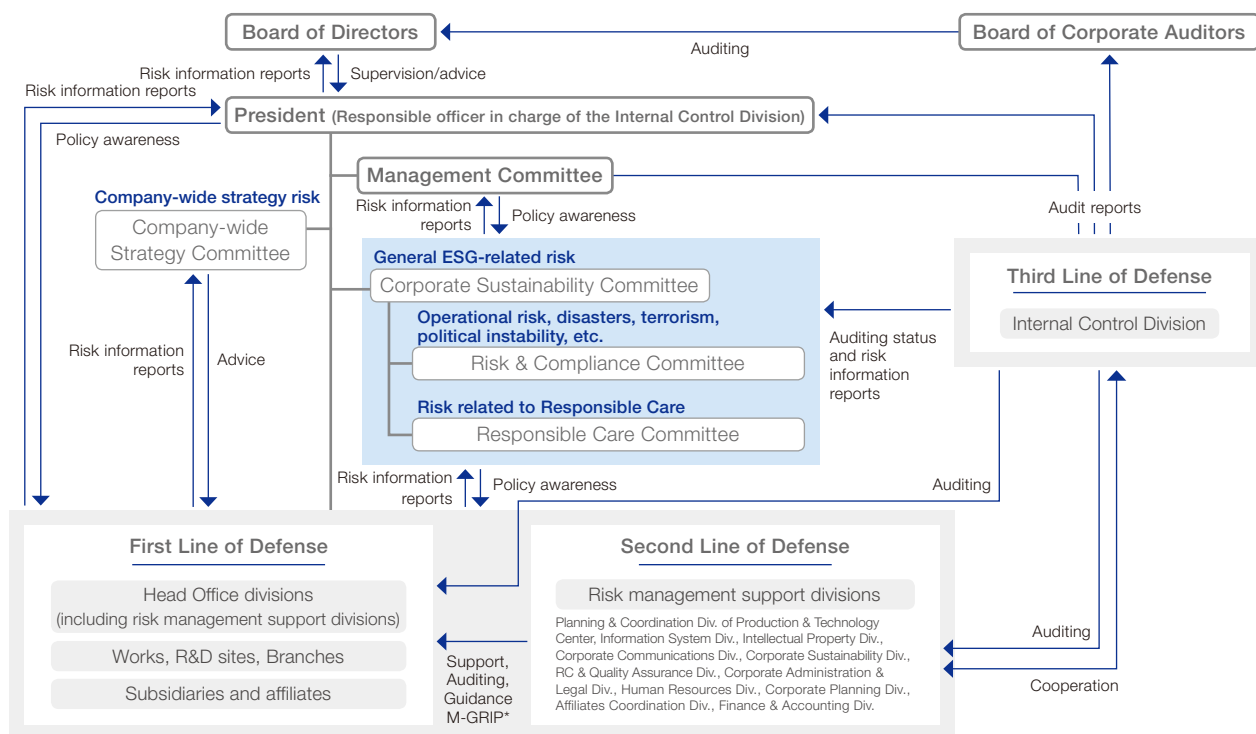 Board of Directors
Board of Corporate Auditors
Auditing
Risk information reports
Supervision/advice
Risk information reports
President (Responsible officer in charge of the Internal Control Division)
Policy awareness
Management Committee
Company-wide strategy risk
Risk information
reports
Policy awareness
Audit reports
Company-wide
Strategy Committee
General ESG-related risk
Corporate Sustainability Committee
Third Line of Defense
Internal Control Division
Operational risk, disasters, terrorism,
political instability, etc.
Risk & Compliance Committee
Auditing status
and risk
information
reports
Risk information
reports
Advice
Risk related to Responsible Care
Responsible Care Committee
Risk information
reports
Policy awareness
Auditing
First Line of Defense
Head Office divisions
(including risk management support divisions)
Works, R&D sites, Branches
Subsidiaries and affiliates
Support,
Auditing,
Guidance
M-GRIP*
Second Line of Defense
Risk management support divisions
Planning & Coordination Div. of Production & Technology
Center, Information System Div., Intellectual Property Div.,
Corporate Communications Div., Corporate Sustainability Div.,
RC & Quality Assurance Div., Corporate Administration &
Legal Div., Human Resources Div., Corporate Planning Div.,
Affiliates Coordination Div., Finance & Accounting Div.
Auditing
Cooperation